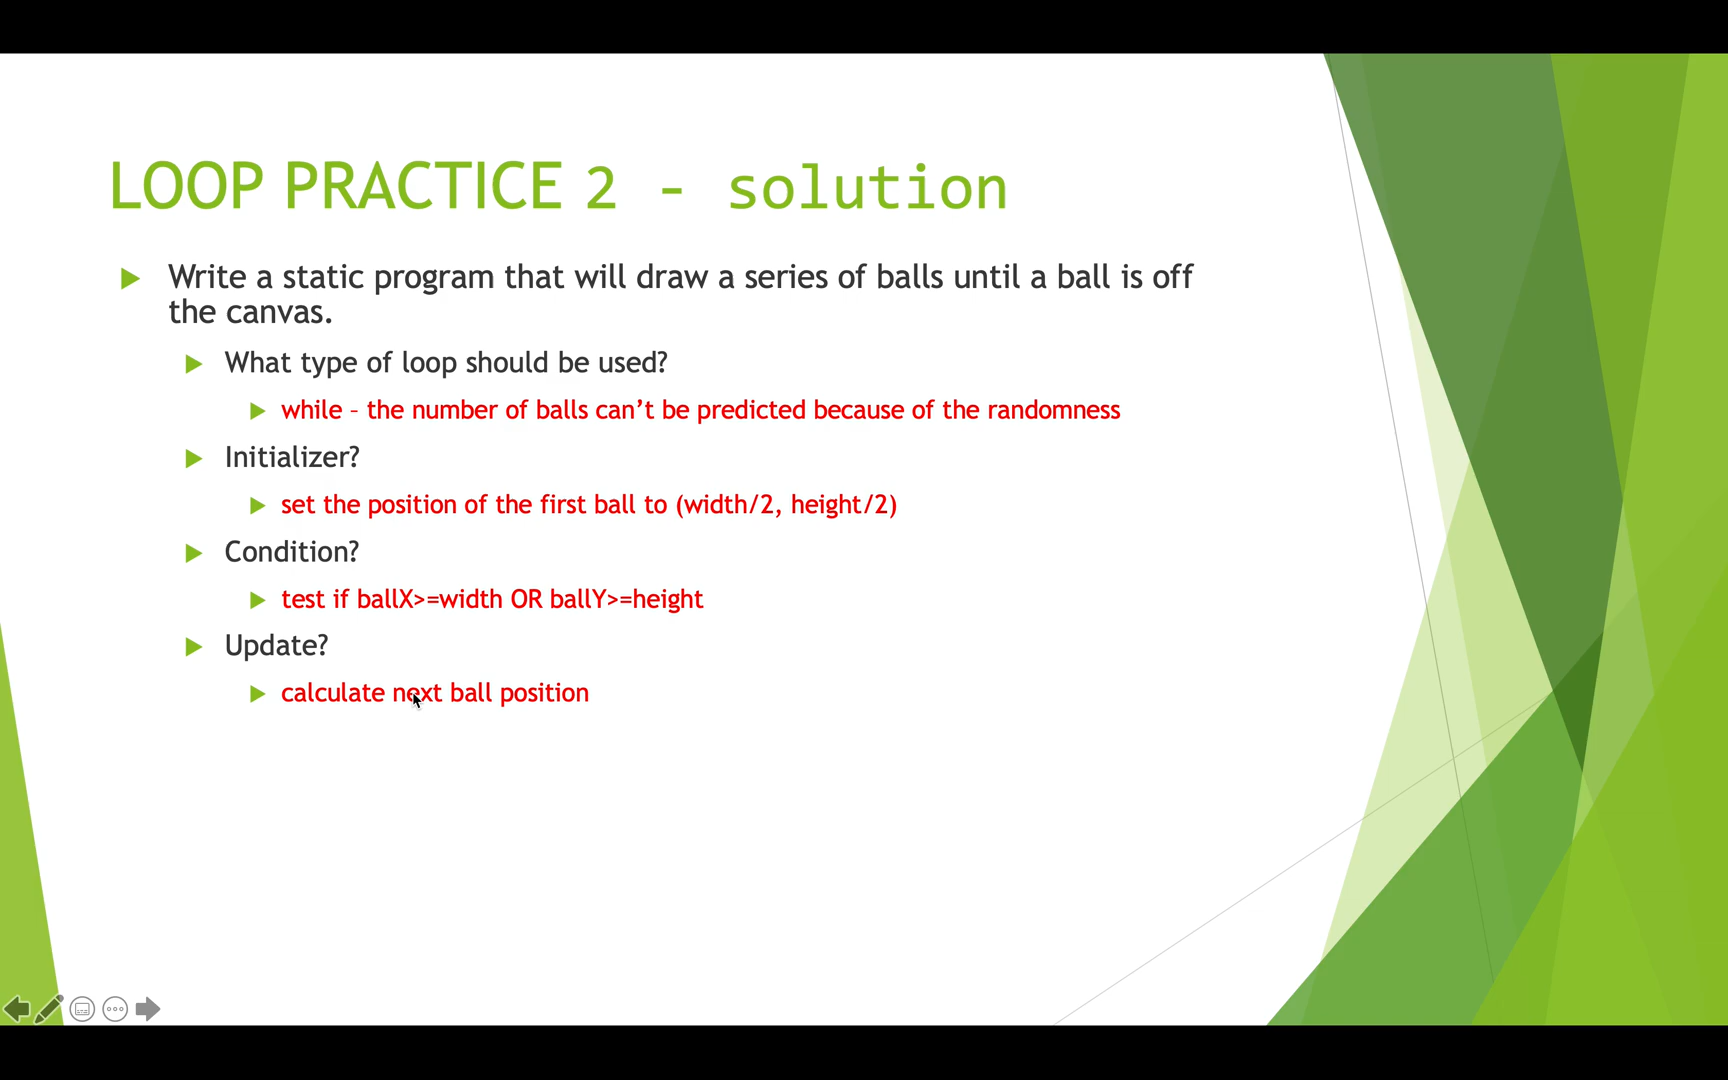 LOOP PRACTICE 2 - solution
Write a static program that will draw a series of balls until a ball is off
the canvas.
What type of loop should be used?
while – the number of balls can’t be predicted because of the randomness
Initializer?
set the position of the first ball to (width/2, height/2)
Condition?
test if ballX>=width OR ballY>=height
Update?
calculate next ball position